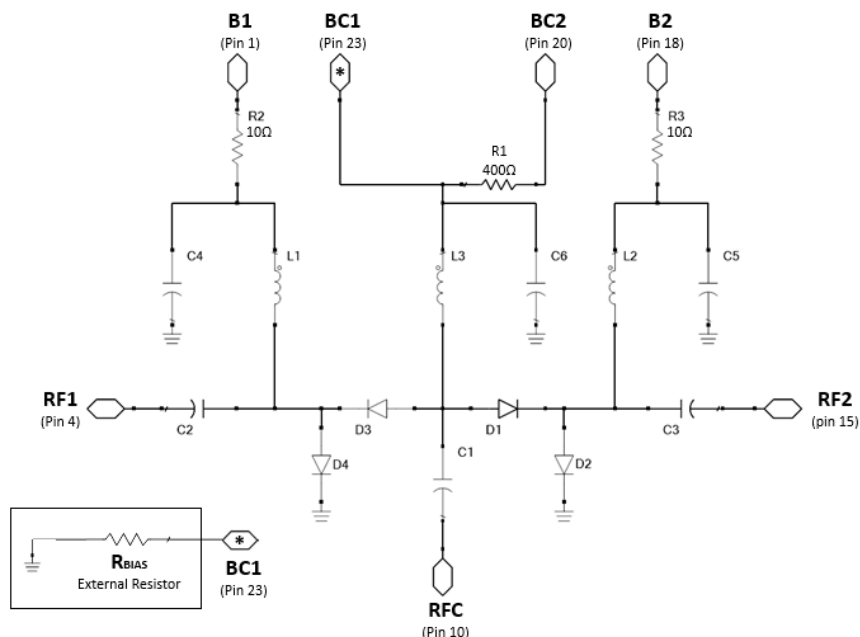 B1
(Pin 1)
BC1
(Pin 23)
BC2
(Pin 20)
B2
(Pin 18)
*
R2
10Ω
R3
10Ω
R1
400Ω
C4
L1
L3
C6
L2
C5
RF1
(Pin 4)
C2
D3
D1
C3
RF2
(pin 15)
D4
C1
D2
RBIAS
External Resistor
*
BC1
(Pin 23)
RFC
(Pin 10)